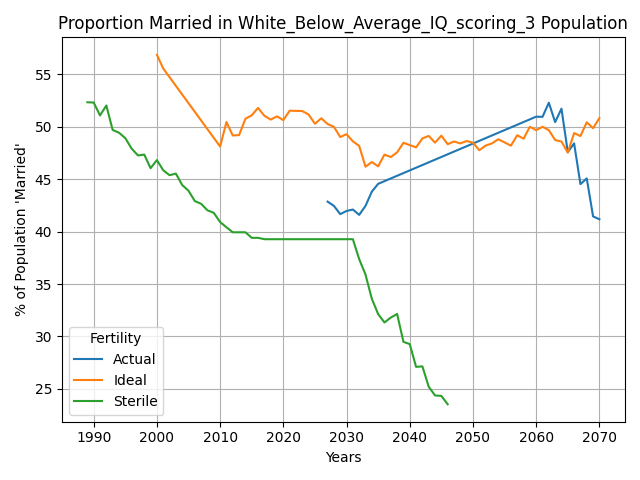 Proportion Married in White_Below_Average_IQ_scoring_3 Population
% of Population 'Married'
55
50
45
40
35
30
25
Fertility
Actual
Ideal
Sterile
1990 2000 2010 2020 2030 2040 2050 2060 2070
Years